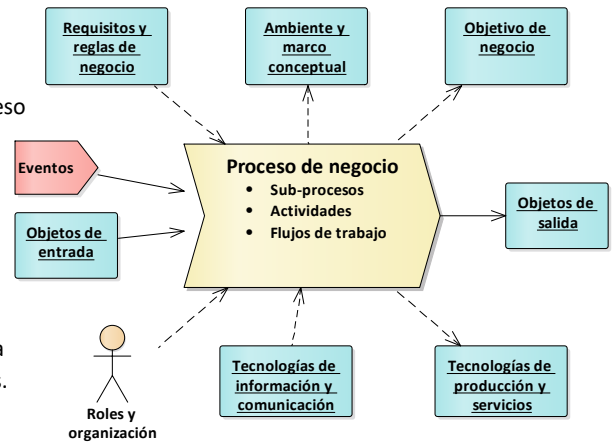 Requisitos y
reglas de
negocio
Ambiente y
marco
conceptual
Objetivo de
negocio
eso
Eventos
Proceso de negocio
• Sub-procesos
• Actividades
• Flujos de trabajo
Objetos de
entrada
Objetos de
salida
a
s.
Roles y
organización
Tecnologías de
información y
comunicación
Tecnologías de
producción y
servicios